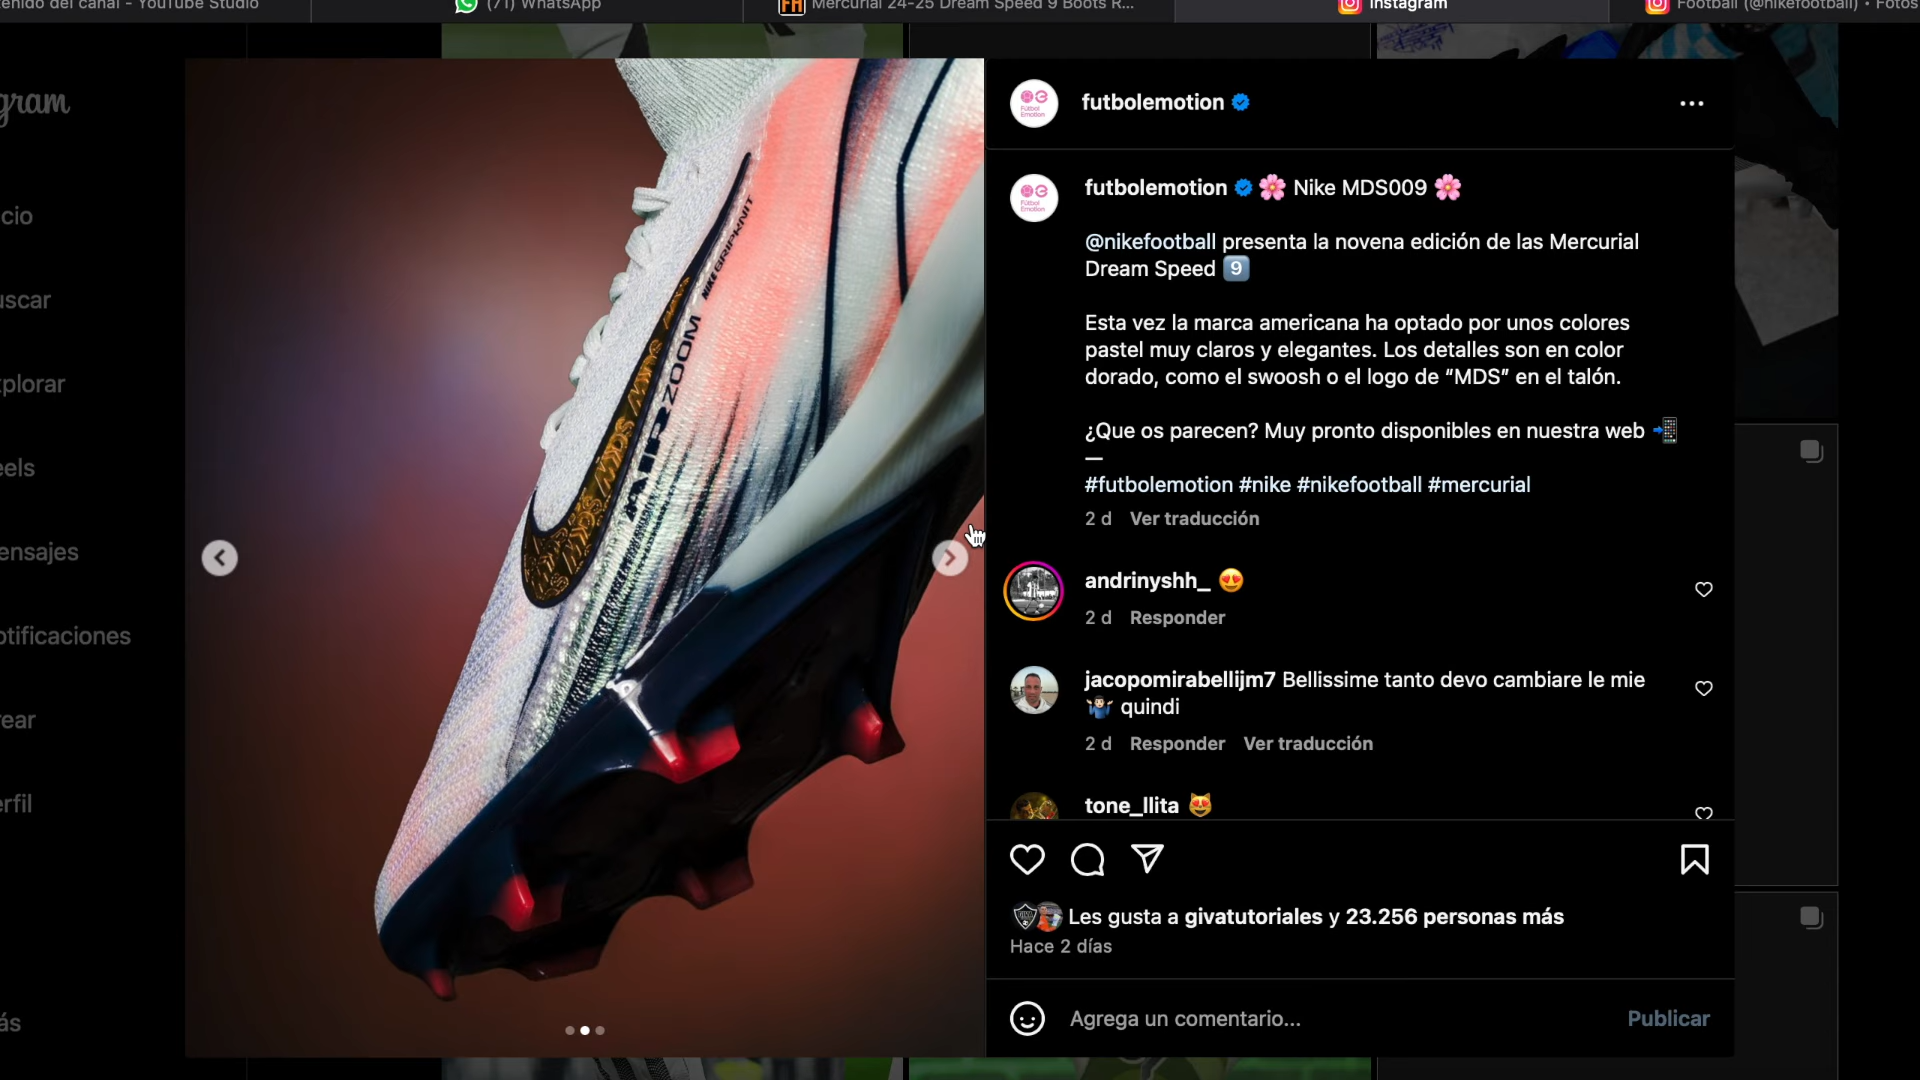 tenido del canal - YouTube Studio
(71) WhatsApp
FH Mercurial 24-25 Dream Speed 9 Boots R...
Instagram
Football (@nikefootball) • Fotos
gram
cio
uscar
xplorar
eels
ensajes
otificaciones
rear
erfil
ás
NIKEGRIPKNIT
AIRZOOM
futbolemotion
futbolemotion 🌸 Nike MDS009 🌸
@nikefootball presenta la novena edición de las Mercurial
Dream Speed 9️⃣
Esta vez la marca americana ha optado por unos colores
pastel muy claros y elegantes. Los detalles son en color
dorado, como el swoosh o el logo de “MDS” en el talón.
¿Que os parecen? Muy pronto disponibles en nuestra web 📲
—
#futbolemotion #nike #nikefootball #mercurial
2 d Ver traducción
andrinyshh_ 😍
2 d Responder
jacopomirabellijm7 Bellissime tanto devo cambiare le mie
🤷🏻‍♂️ quindi
2 d Responder Ver traducción
tone_llita 😻
Les gusta a givatutoriales y 23.256 personas más
Hace 2 días
Agrega un comentario...
Publicar